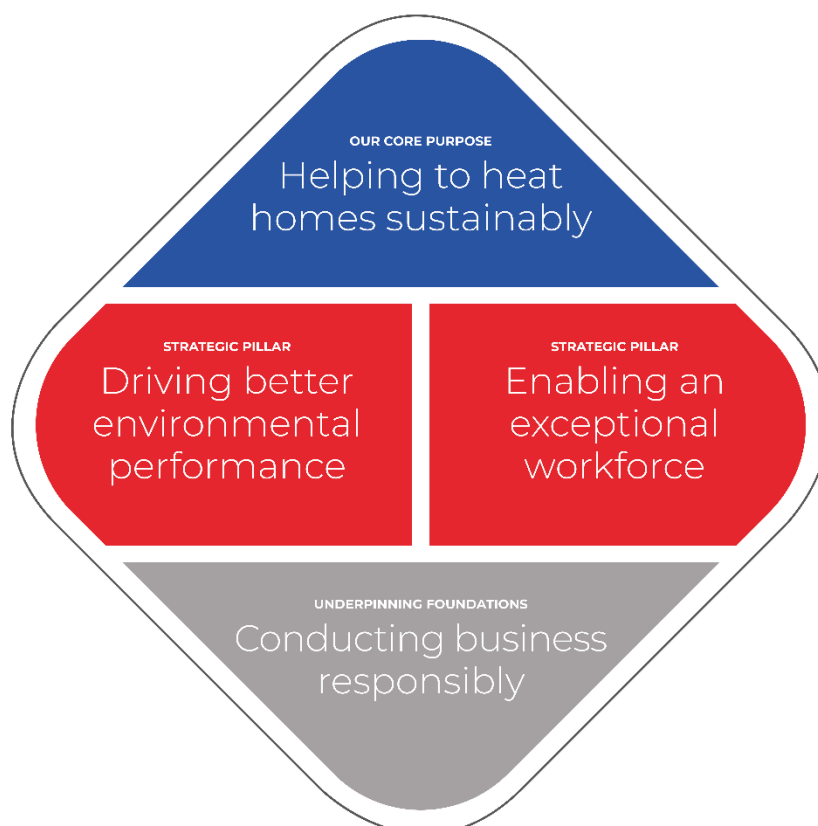 OUR CORE PURPOSE
Helping to heat
homes sustainably
STRATEGIC PILLAR
Driving better
environmental
performance
STRATEGIC PILLAR
Enabling an
exceptional
workforce
UNDERPINNING FOUNDATIONS
Conducting business
responsibly